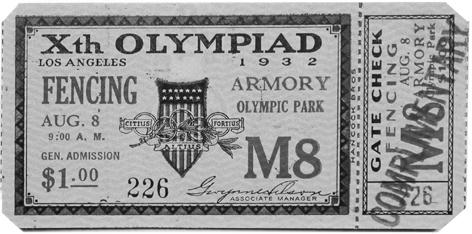 Xth OLYMPIAD
LOS ANGELES 1932
FENCING
ARMORY
OLYMPIC PARK
AUG. 8
9:00 A. M.
CITIUS FORTIUS
ALTIUS
GEN. ADMISSION
$1.00
226
M8
ASSOCIATE MANAGER
GATE CHECK
FENCING
AUG. 8
ARMORY
Olympic Park
M8
26
COMPLIMENTARY